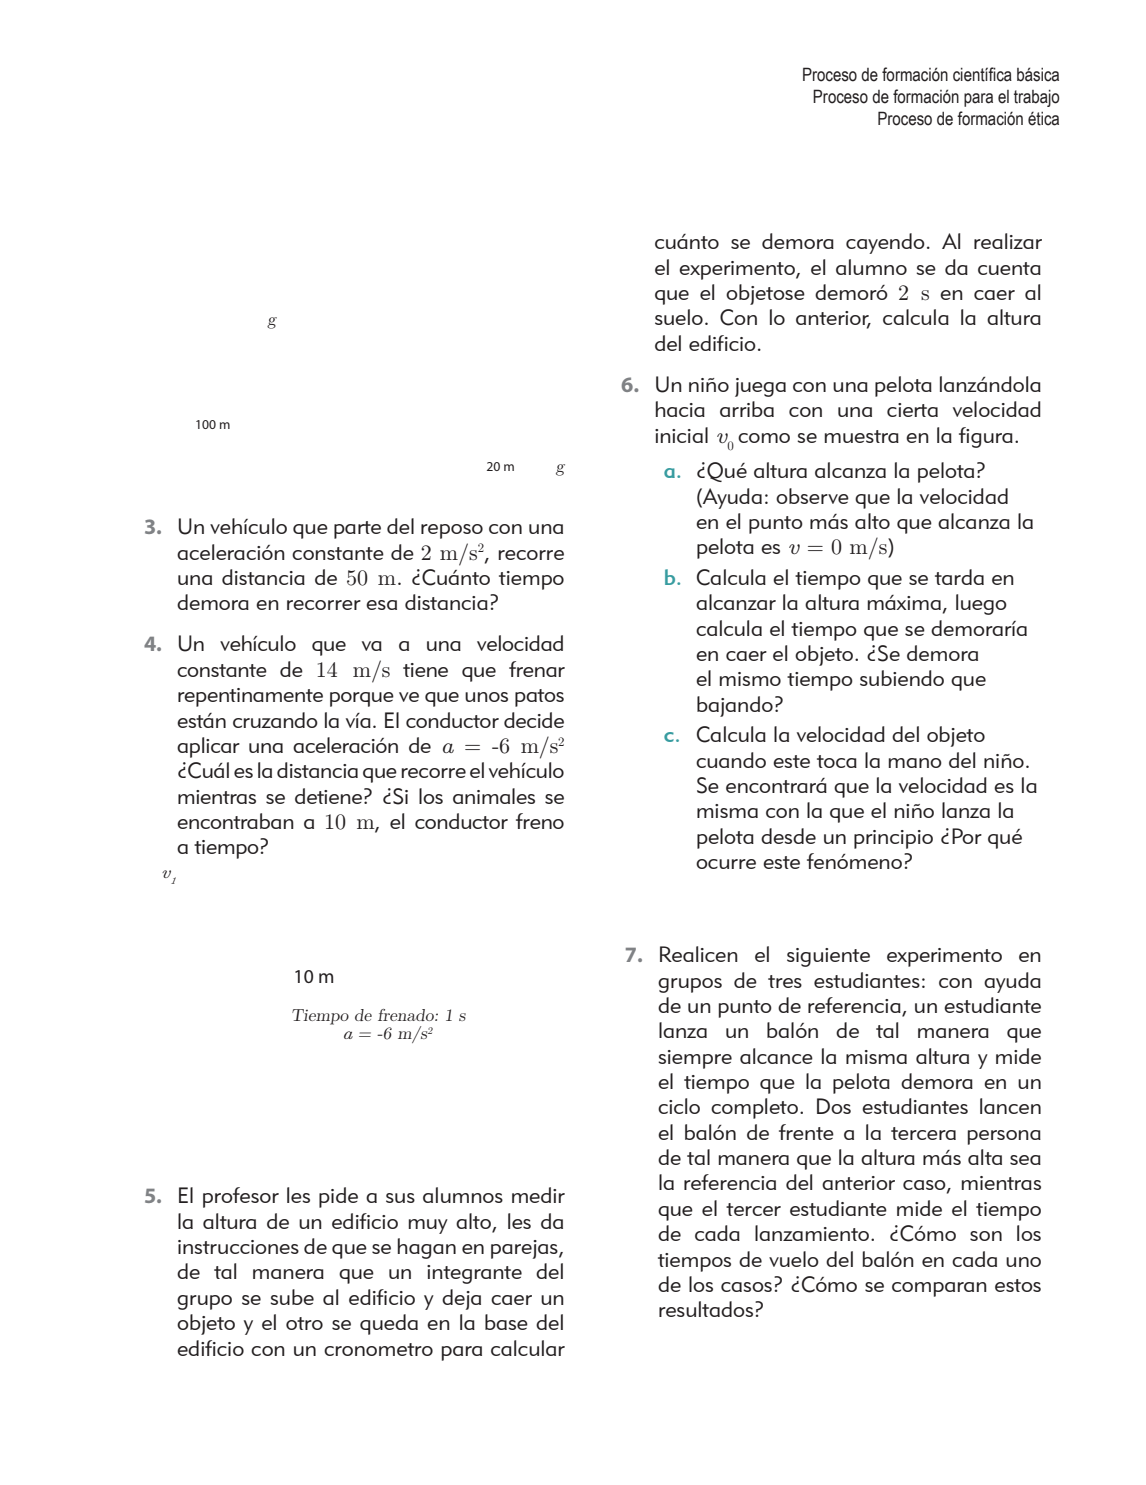 Proceso de formación científica básica
Proceso de formación para el trabajo
Proceso de formación ética
g
100 m
20 m
g
3. Un vehículo que parte del reposo con una
aceleración constante de 2 m/s², recorre
una distancia de 50 m. ¿Cuánto tiempo
demora en recorrer esa distancia?
4. Un vehículo que va a una velocidad
constante de 14 m/s tiene que frenar
repentinamente porque ve que unos patos
están cruzando la vía. El conductor decide
aplicar una aceleración de a = -6 m/s²
¿Cuál es la distancia que recorre el vehículo
mientras se detiene? ¿Si los animales se
encontraban a 10 m, el conductor freno
a tiempo?
v₁
10 m
Tiempo de frenado: 1 s
a = -6 m/s²
5. El profesor les pide a sus alumnos medir
la altura de un edificio muy alto, les da
instrucciones de que se hagan en parejas,
de tal manera que un integrante del
grupo se sube al edificio y deja caer un
objeto y el otro se queda en la base del
edificio con un cronometro para calcular
cuánto se demora cayendo. Al realizar
el experimento, el alumno se da cuenta
que el objetose demoró 2 s en caer al
suelo. Con lo anterior, calcula la altura
del edificio.
6. Un niño juega con una pelota lanzándola
hacia arriba con una cierta velocidad
inicial v₀ como se muestra en la figura.
a. ¿Qué altura alcanza la pelota?
(Ayuda: observe que la velocidad
en el punto más alto que alcanza la
pelota es v = 0 m/s)
b. Calcula el tiempo que se tarda en
alcanzar la altura máxima, luego
calcula el tiempo que se demoraría
en caer el objeto. ¿Se demora
el mismo tiempo subiendo que
bajando?
c. Calcula la velocidad del objeto
cuando este toca la mano del niño.
Se encontrará que la velocidad es la
misma con la que el niño lanza la
pelota desde un principio ¿Por qué
ocurre este fenómeno?
7. Realicen el siguiente experimento en
grupos de tres estudiantes: con ayuda
de un punto de referencia, un estudiante
lanza un balón de tal manera que
siempre alcance la misma altura y mide
el tiempo que la pelota demora en un
ciclo completo. Dos estudiantes lancen
el balón de frente a la tercera persona
de tal manera que la altura más alta sea
la referencia del anterior caso, mientras
que el tercer estudiante mide el tiempo
de cada lanzamiento. ¿Cómo son los
tiempos de vuelo del balón en cada uno
de los casos? ¿Cómo se comparan estos
resultados?